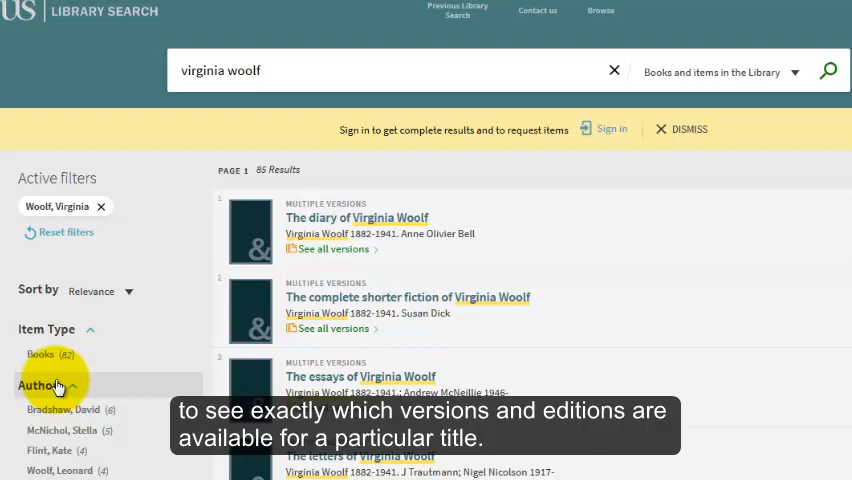 US LIBRARY SEARCH
Previous Library
Search
Contact us
Browse
virginia woolf
Books and items in the Library
Sign in to get complete results and to request items
Sign in
DISMISS
Active filters
Woolf, Virginia
Reset filters
Sort by Relevance
Item Type
Books (82)
Autho
Bradshaw, David (6)
McNichol, Stella (5)
Flint, Kate (4)
Woolf, Leonard (4)
PAGE 1 85 Results
1
MULTIPLE VERSIONS
The diary of Virginia Woolf
Virginia Woolf 1882-1941. Anne Olivier Bell
See all versions
2
MULTIPLE VERSIONS
The complete shorter fiction of Virginia Woolf
Virginia Woolf 1882-1941. Susan Dick
See all versions
3
MULTIPLE VERSIONS
The essays of Virginia Woolf
Virginia Woolf 1882-1941.; Andrew McNeillie 1946-
to see exactly which versions and editions are
available for a particular title.
The letters of Virginia Woolf
Virginia Woolf 1882-1941. J Trautmann; Nigel Nicolson 1917-